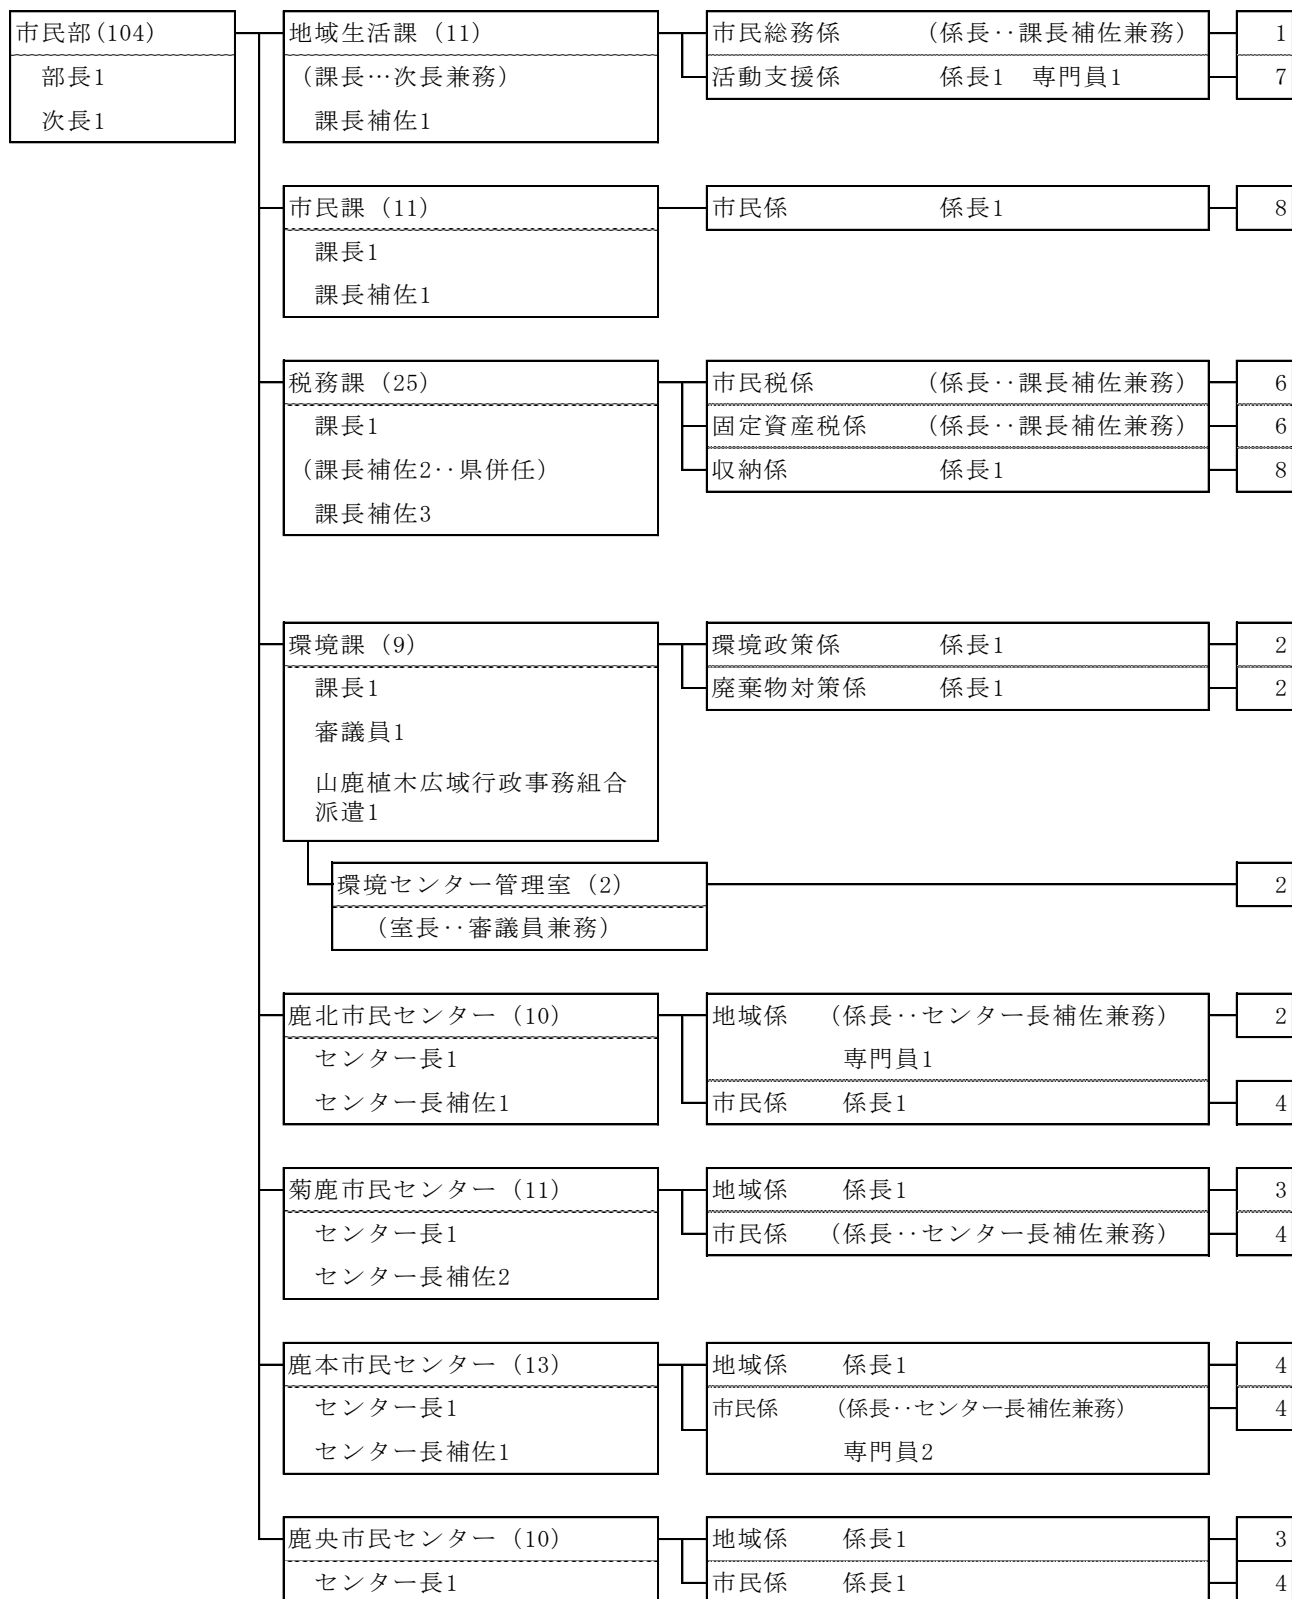 市民部(104)
部長1
次長1
地域生活課 (11)
(課長…次長兼務)
課長補佐1
市民総務係 (係長‥課長補佐兼務) 1
活動支援係 係長1 専門員1 7
市民課 (11)
課長1
課長補佐1
市民係 係長1 8
税務課 (25)
課長1
(課長補佐2‥県併任)
課長補佐3
市民税係 (係長‥課長補佐兼務) 6
固定資産税係 (係長‥課長補佐兼務) 6
収納係 係長1 8
環境課 (9)
課長1
審議員1
山鹿植木広域行政事務組合
派遣1
環境政策係 係長1 2
廃棄物対策係 係長1 2
環境センター管理室 (2) 2
(室長‥審議員兼務)
鹿北市民センター (10)
センター長1
センター長補佐1
地域係 (係長‥センター長補佐兼務) 2
専門員1
市民係 係長1 4
菊鹿市民センター (11)
センター長1
センター長補佐2
地域係 係長1 3
市民係 (係長‥センター長補佐兼務) 4
鹿本市民センター (13)
センター長1
センター長補佐1
地域係 係長1 4
市民係 (係長‥センター長補佐兼務) 4
専門員2
鹿央市民センター (10)
センター長1
地域係 係長1 3
市民係 係長1 4